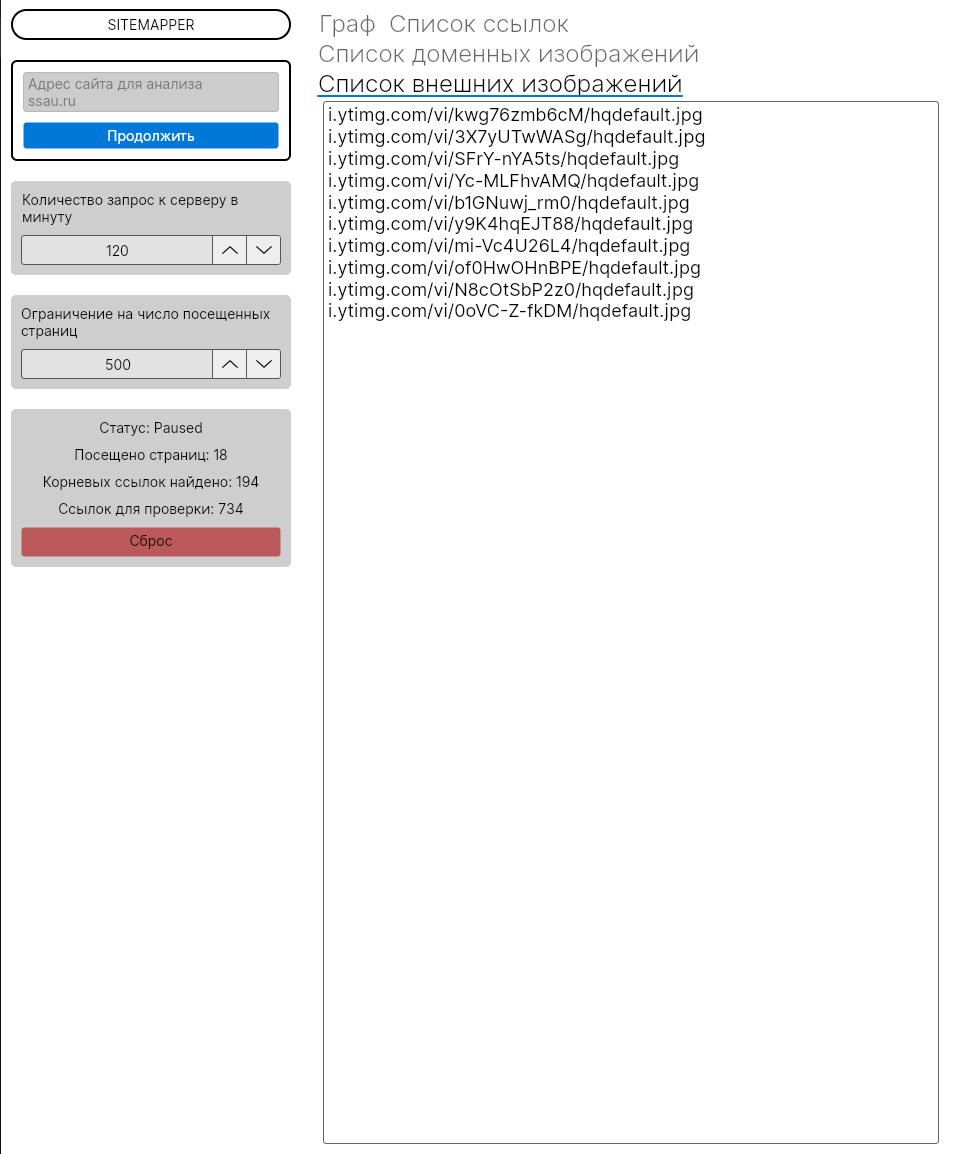 SITEMAPPER
Адрес сайта для анализа
ssau.ru
Продолжить
Количество запрос к серверу в
минуту
120
Ограничение на число посещенных
страниц
500
Статус: Paused
Посещено страниц: 18
Корневых ссылок найдено: 194
Ссылок для проверки: 734
Сброс
Граф Список ссылок
Список доменных изображений
Список внешних изображений
i.ytimg.com/vi/kwg76zmb6cM/hqdefault.jpg
i.ytimg.com/vi/3X7yUTwWASg/hqdefault.jpg
i.ytimg.com/vi/SFrY-nYA5ts/hqdefault.jpg
i.ytimg.com/vi/Yc-MLFhvAMQ/hqdefault.jpg
i.ytimg.com/vi/b1GNuwj_rm0/hqdefault.jpg
i.ytimg.com/vi/y9K4hqEJT88/hqdefault.jpg
i.ytimg.com/vi/mi-Vc4U26L4/hqdefault.jpg
i.ytimg.com/vi/of0HwOHnBPE/hqdefault.jpg
i.ytimg.com/vi/N8cOtSbP2z0/hqdefault.jpg
i.ytimg.com/vi/0oVC-Z-fkDM/hqdefault.jpg